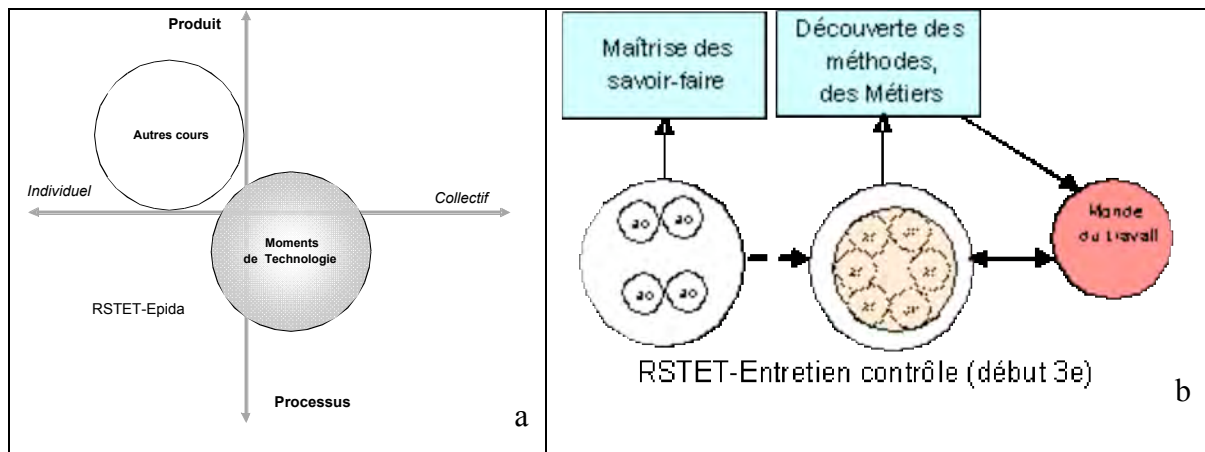 Produit
Autres cours
Individuel
Collectif
Moments
de Technologie
RSTET-Epida
Processus
a
Maîtrise des
savoir-faire
Découverte des
méthodes,
des Métiers
ao
ao
ao
ao
Monde
du travail
RSTET-Entretien contrôle (début 3e)
b